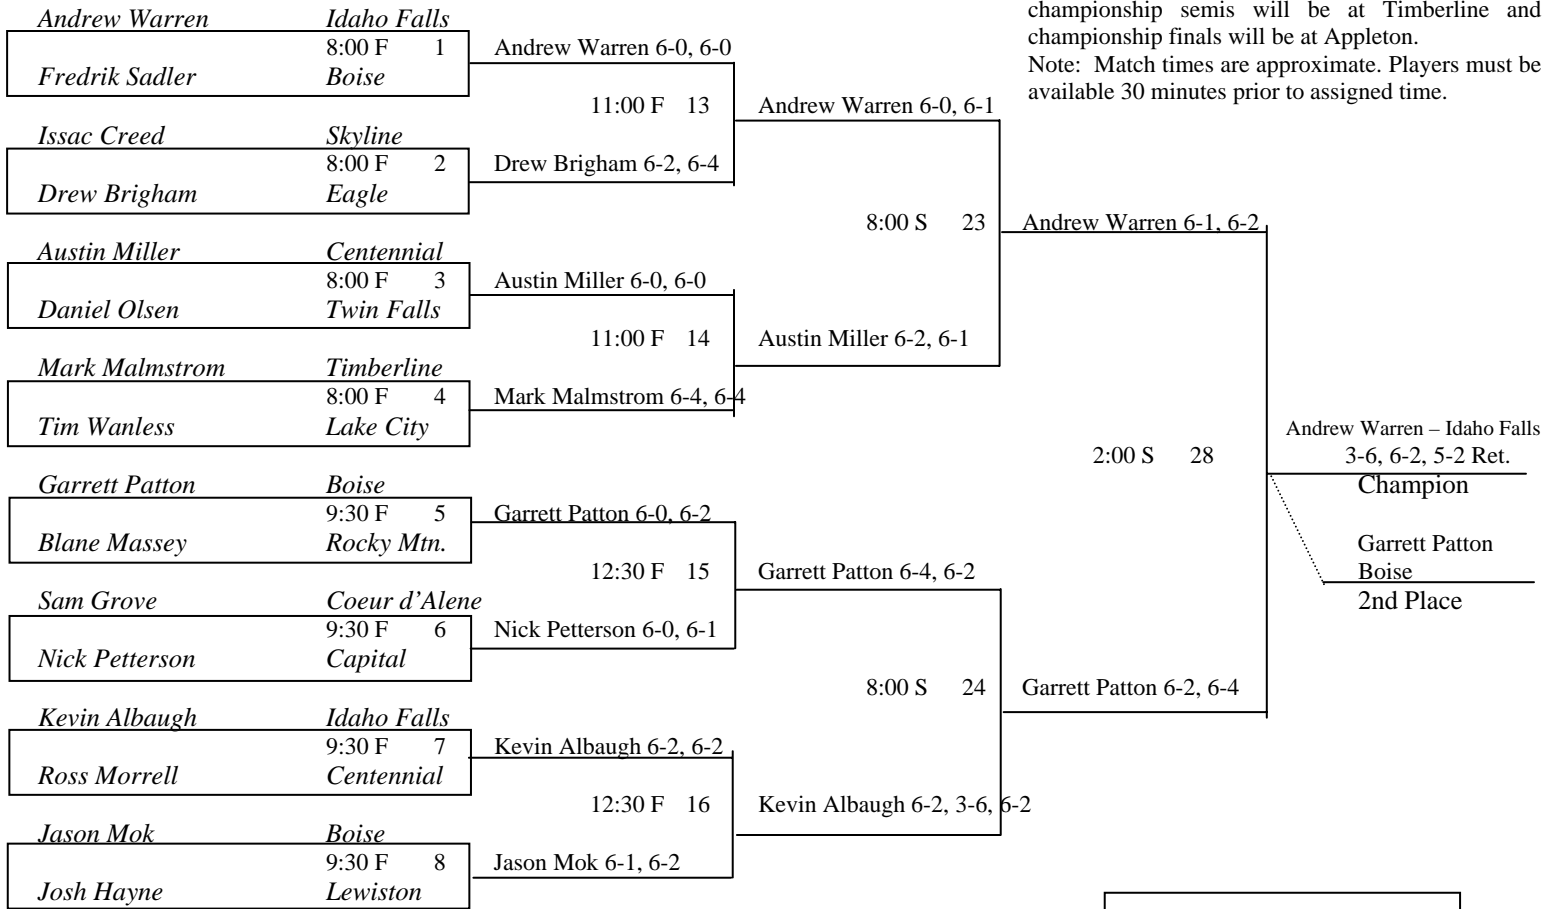 championship semis will be at Timberline and
championship finals will be at Appleton.
Note: Match times are approximate. Players must be
available 30 minutes prior to assigned time.
Andrew Warren Idaho Falls
8:00 F 1
Fredrik Sadler Boise
Issac Creed Skyline
8:00 F 2
Drew Brigham Eagle
Austin Miller Centennial
8:00 F 3
Daniel Olsen Twin Falls
Mark Malmstrom Timberline
8:00 F 4
Tim Wanless Lake City
Garrett Patton Boise
9:30 F 5
Blane Massey Rocky Mtn.
Sam Grove Coeur d’Alene
9:30 F 6
Nick Petterson Capital
Kevin Albaugh Idaho Falls
9:30 F 7
Ross Morrell Centennial
Jason Mok Boise
9:30 F 8
Josh Hayne Lewiston
Andrew Warren 6-0, 6-0
11:00 F 13
Drew Brigham 6-2, 6-4
Austin Miller 6-0, 6-0
11:00 F 14
Mark Malmstrom 6-4, 6-4
Garrett Patton 6-0, 6-2
12:30 F 15
Nick Petterson 6-0, 6-1
Kevin Albaugh 6-2, 6-2
12:30 F 16
Jason Mok 6-1, 6-2
Andrew Warren 6-0, 6-1
8:00 S 23
Austin Miller 6-2, 6-1
Garrett Patton 6-4, 6-2
8:00 S 24
Kevin Albaugh 6-2, 3-6, 6-2
Andrew Warren 6-1, 6-2
2:00 S 28
Garrett Patton 6-2, 6-4
Andrew Warren – Idaho Falls
3-6, 6-2, 5-2 Ret.
Champion
Garrett Patton
Boise
2nd Place